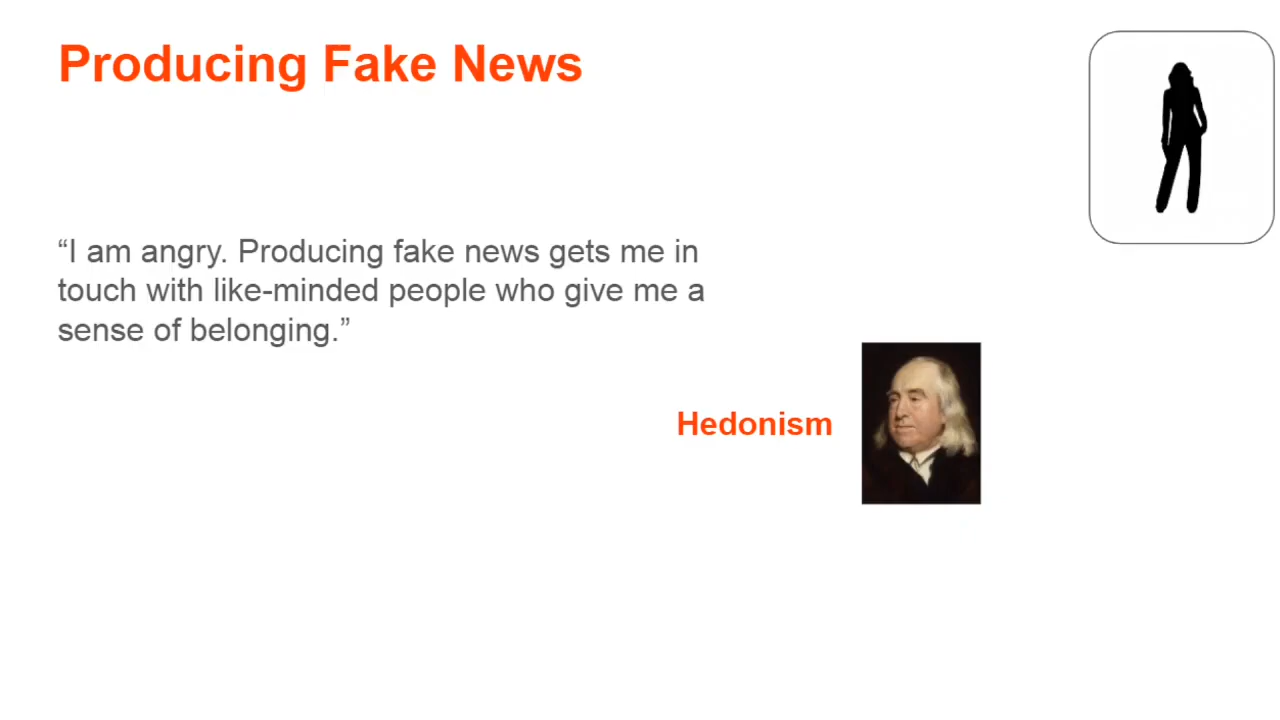 Producing Fake News
“I am angry. Producing fake news gets me in
touch with like-minded people who give me a
sense of belonging.”
Hedonism